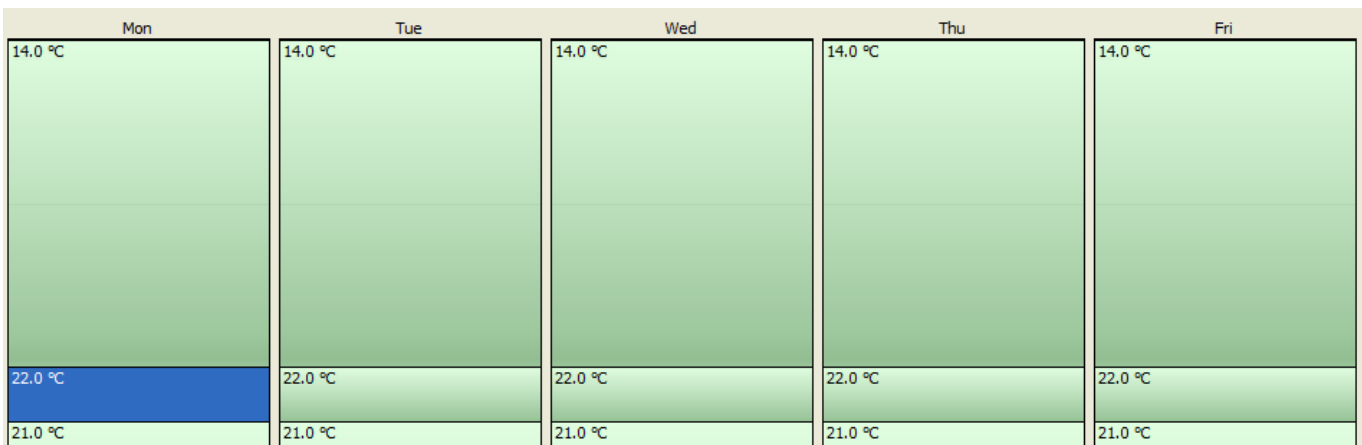 Mon Tue Wed Thu Fri
14.0 ℃ 14.0 ℃ 14.0 ℃ 14.0 ℃ 14.0 ℃
22.0 ℃ 22.0 ℃ 22.0 ℃ 22.0 ℃ 22.0 ℃
21.0 ℃ 21.0 ℃ 21.0 ℃ 21.0 ℃ 21.0 ℃